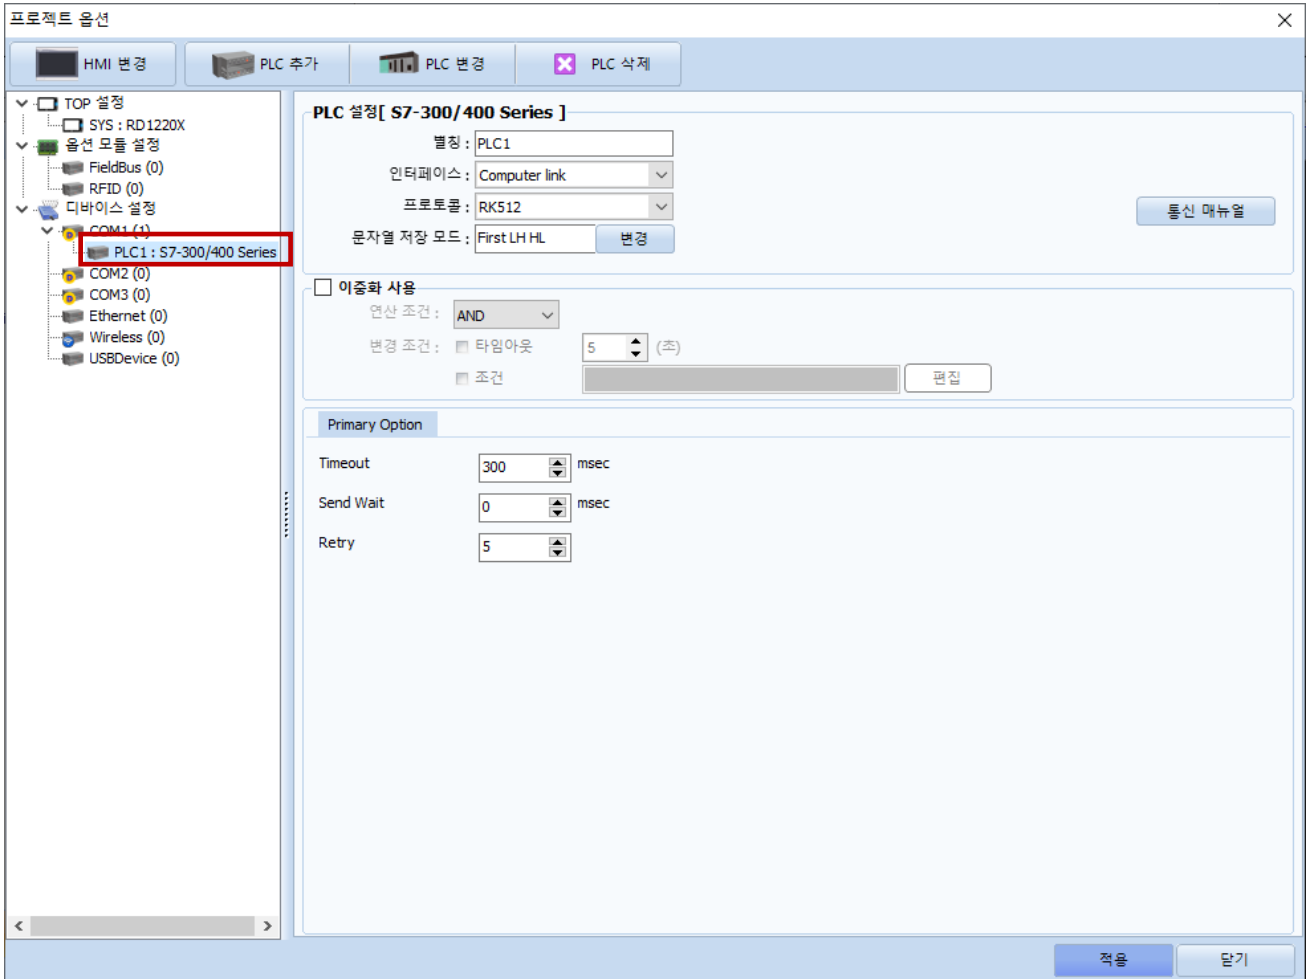 프로젝트 옵션
HMI 변경
PLC 추가
PLC 변경
PLC 삭제
TOP 설정
SYS : RD1220X
옵션 모듈 설정
FieldBus (0)
RFID (0)
디바이스 설정
COM1 (1)
PLC1 : S7-300/400 Series
COM2 (0)
COM3 (0)
Ethernet (0)
Wireless (0)
USBDevice (0)
PLC 설정[ S7-300/400 Series ]
별칭 : PLC1
인터페이스 : Computer link
프로토콜 : RK512
통신 매뉴얼
문자열 저장 모드 : First LH HL 변경
이중화 사용
연산 조건 : AND
변경 조건 : 타임아웃 5 (초)
조건 편집
Primary Option
Timeout 300 msec
Send Wait 0 msec
Retry 5
적용 닫기